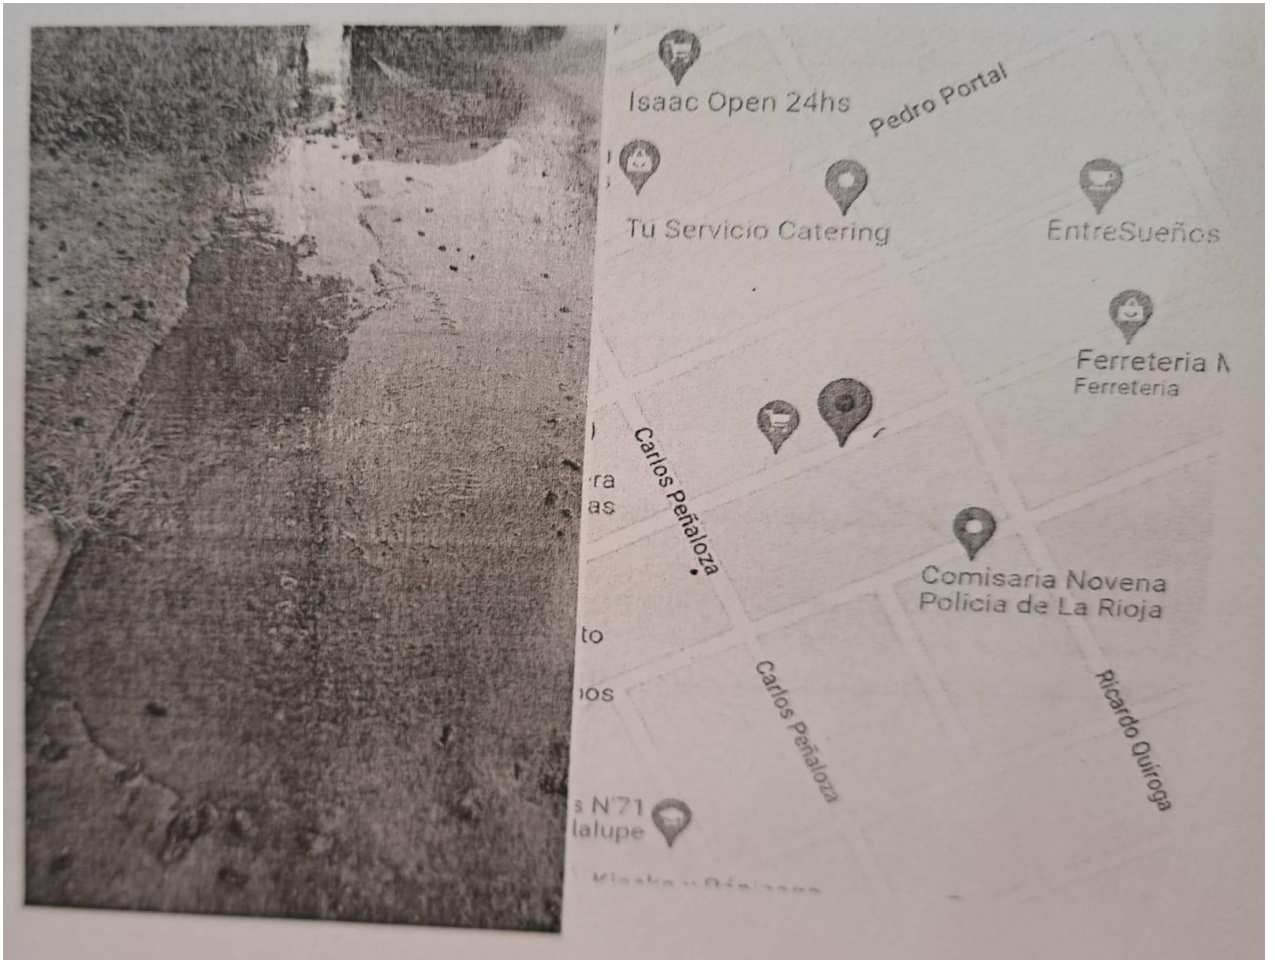 Isaac Open 24hs
Pedro Portal
Tu Servicio Catering
EntreSueños
Ferreteria
Ferreteria
Carlos Peñaloza
ra
as
Comisaria Novena
Policia de La Rioja
to
os
Carlos Peñaloza
Ricardo Quiroga
s N°71
lalupe